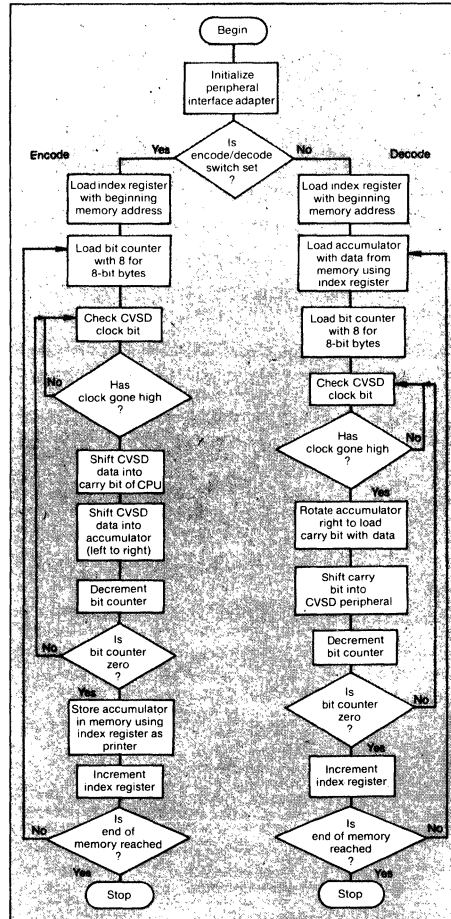 Begin
Initialize
peripheral
interface adapter
Is
encode/decode
switch set
?
Yes
No
Encode
Decode
Load index register
with beginning
memory address
Load bit counter
with 8 for
8-bit bytes
Check CVSD
clock bit
Has
clock gone high
?
No
Shift CVSD
data into
carry bit of CPU
Shift CVSD
data into
accumulator
(left to right)
Decrement
bit counter
Is
bit counter
zero
?
No
Yes
Store accumulator
in memory using
index register as
printer
Increment
index register
Is
end of
memory reached
?
No
Yes
Stop
Load index register
with beginning
memory address
Load accumulator
with data from
memory using
index register
Load bit counter
with 8 for
8-bit bytes
Check CVSD
clock bit
Has
clock gone high
?
No
Yes
Rotate accumulator
right to load
carry bit with data
Shift carry
bit into
CVSD peripheral
Decrement
bit counter
Is
bit counter
zero
?
No
Yes
Increment
index register
Is
end of memory
reached
?
No
Yes
Stop